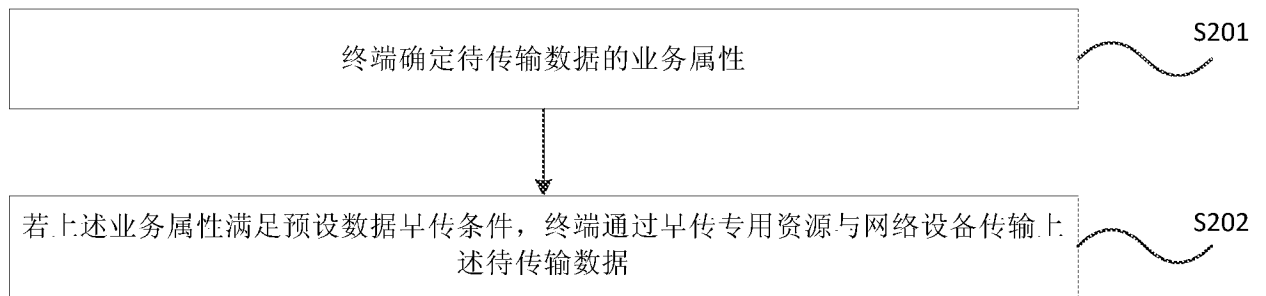 终端确定待传输数据的业务属性
S201
若上述业务属性满足预设数据早传条件，终端通过早传专用资源与网络设备传输上
述待传输数据
S202